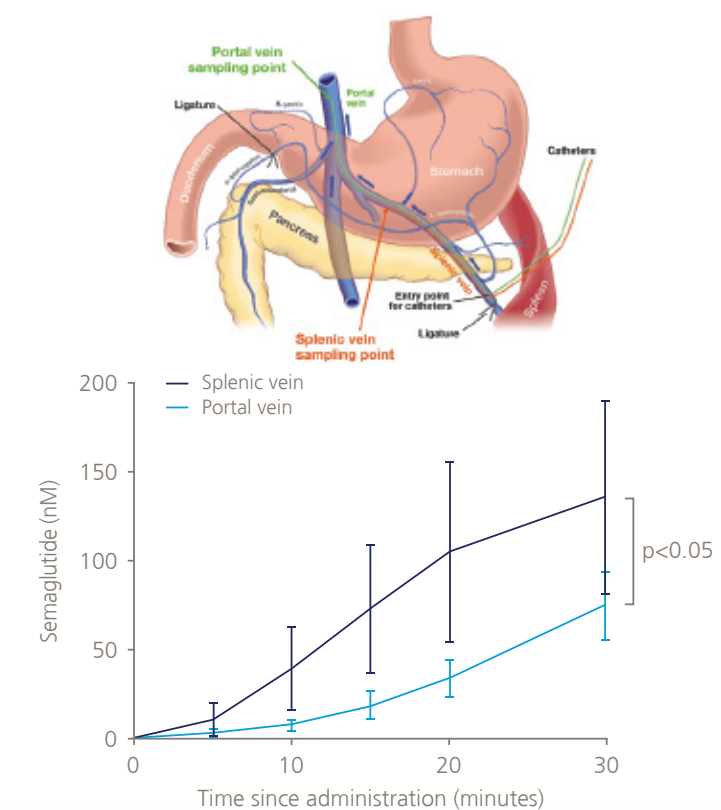 Portal vein
sampling point
Ligature
Portal
vein
Catheters
Duodenum
Stomach
Pancreas
Splenic vein
Entry point
for catheters
Spleen
Ligature
Splenic vein
sampling point
200
Splenic vein
Portal vein
150
p<0.05
100
Semaglutide (nM)
50
0
0
10
20
30
Time since administration (minutes)